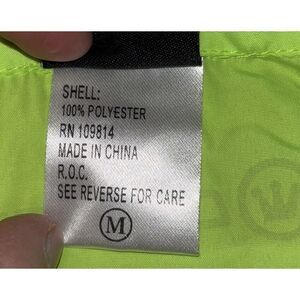 SHELL:
100% POLYESTER
RN 109814
MADE IN CHINA
R.O.C.
SEE REVERSE FOR CARE
M